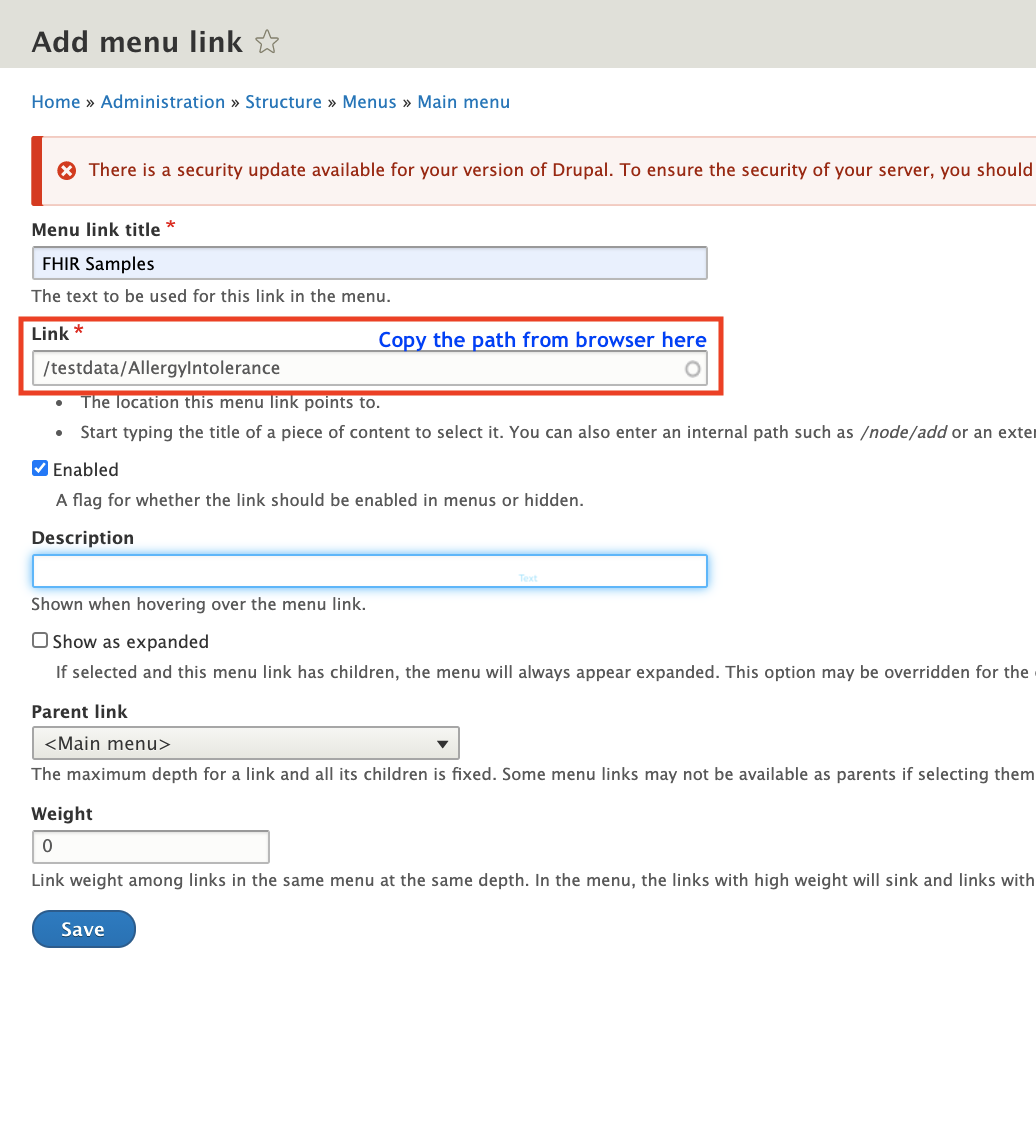 Add menu link
Home » Administration » Structure » Menus » Main menu
There is a security update available for your version of Drupal. To ensure the security of your server, you should
Menu link title *
FHIR Samples
The text to be used for this link in the menu.
Link *
Copy the path from browser here
/testdata/AllergyIntolerance
• The location this menu link points to.
• Start typing the title of a piece of content to select it. You can also enter an internal path such as /node/add or an exter
Enabled
A flag for whether the link should be enabled in menus or hidden.
Description
Text
Shown when hovering over the menu link.
Show as expanded
If selected and this menu link has children, the menu will always appear expanded. This option may be overridden for the
Parent link
<Main menu>
The maximum depth for a link and all its children is fixed. Some menu links may not be available as parents if selecting them
Weight
0
Link weight among links in the same menu at the same depth. In the menu, the links with high weight will sink and links with
Save